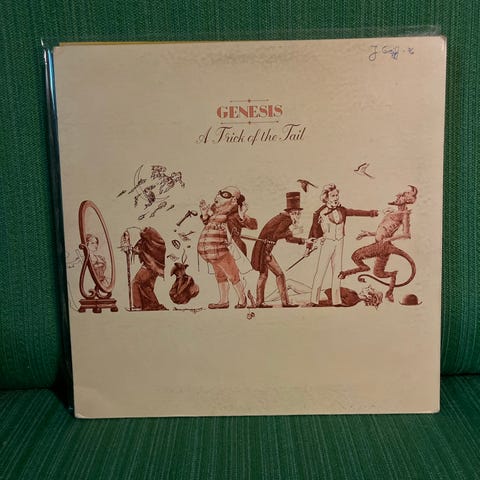 GENESIS
A Trick of the Tail